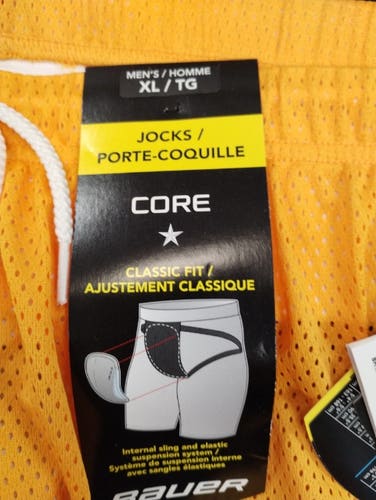 MEN'S / HOMME
XL / TG
JOCKS /
PORTE-COQUILLE
CORE
CLASSIC FIT /
AJUSTEMENT CLASSIQUE
Internal sling and elastic
suspension system /
Système de suspension interne
avec sangles élastiques
BAUER